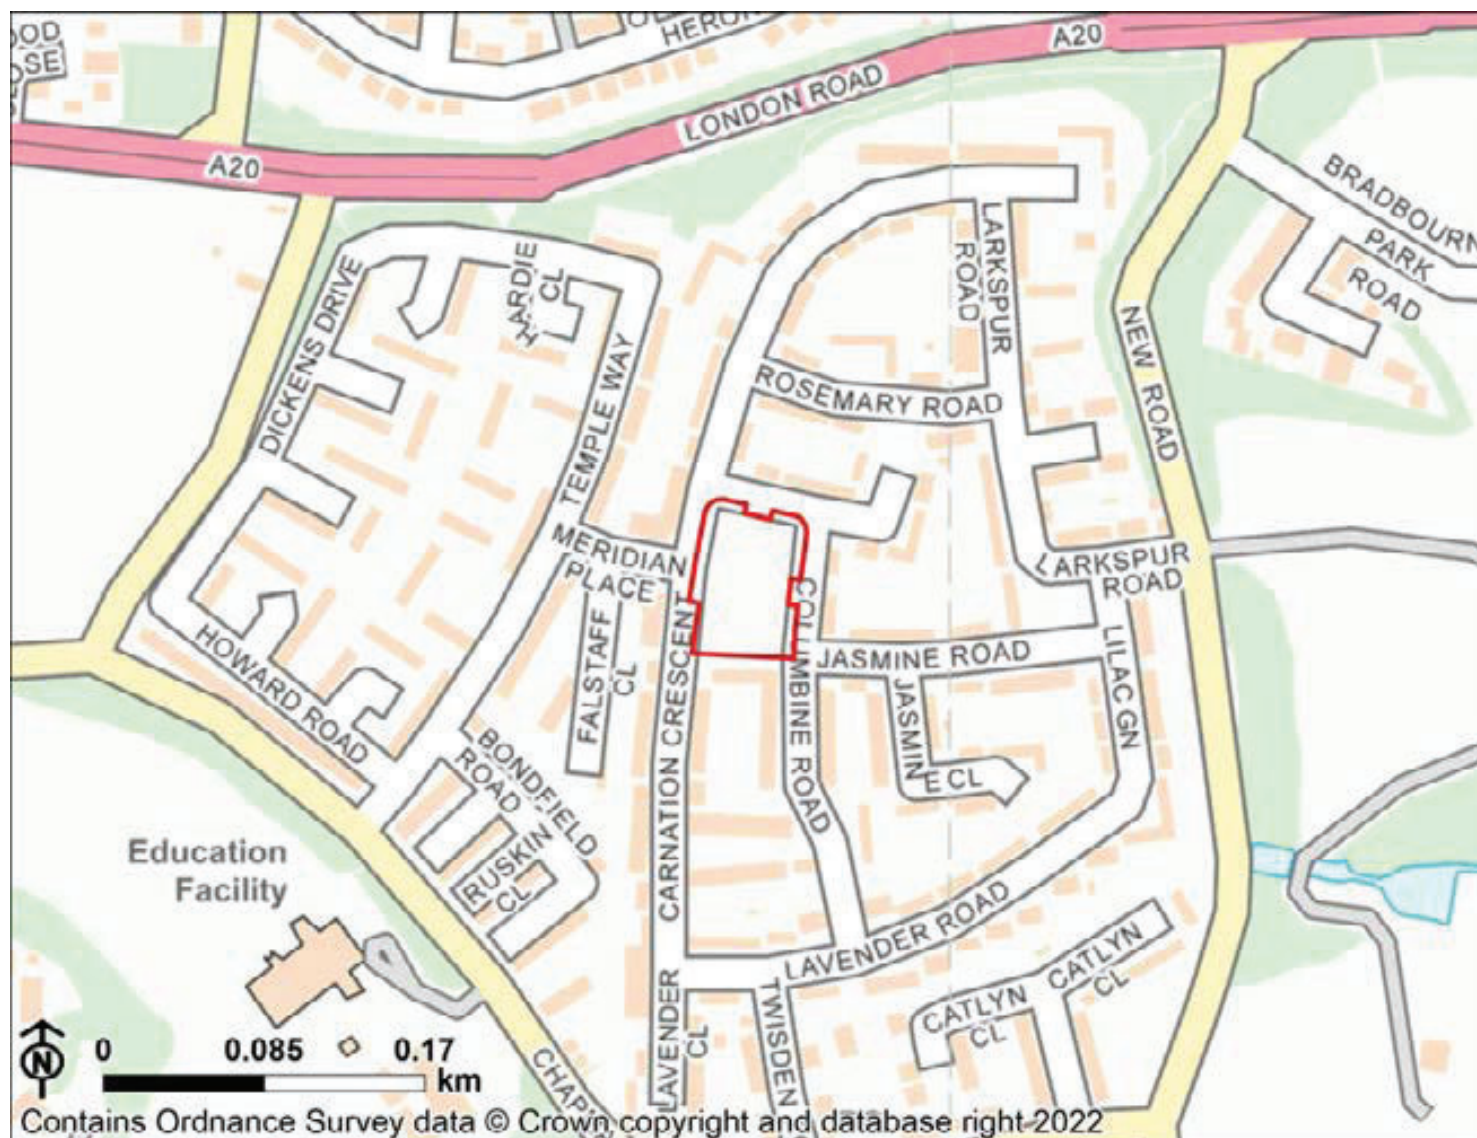 HERON
A20
LONDON ROAD
A20
BRADBOURN
PARK
ROAD
LARKSPUR
ROAD
HARDIE
CL
DICKENS DRIVE
TEMPLE WAY
NEW ROAD
ROSEMARY ROAD
MERIDIAN
PLACE
LARKSPUR
ROAD
COLUMBINE ROAD
FALSTAFF
CL
CARNATION CRESCENT
JASMINE ROAD
LILAC GN
HOWARD ROAD
JASMINE CL
BONDFIELD
ROAD
RUSKIN
CL
Education
Facility
LAVENDER ROAD
CATLYN
CL
CATLYN
CL
LAVENDER
CL
TWISDEN
N
0 0.085 0.17
km
Contains Ordnance Survey data © Crown copyright and database right 2022